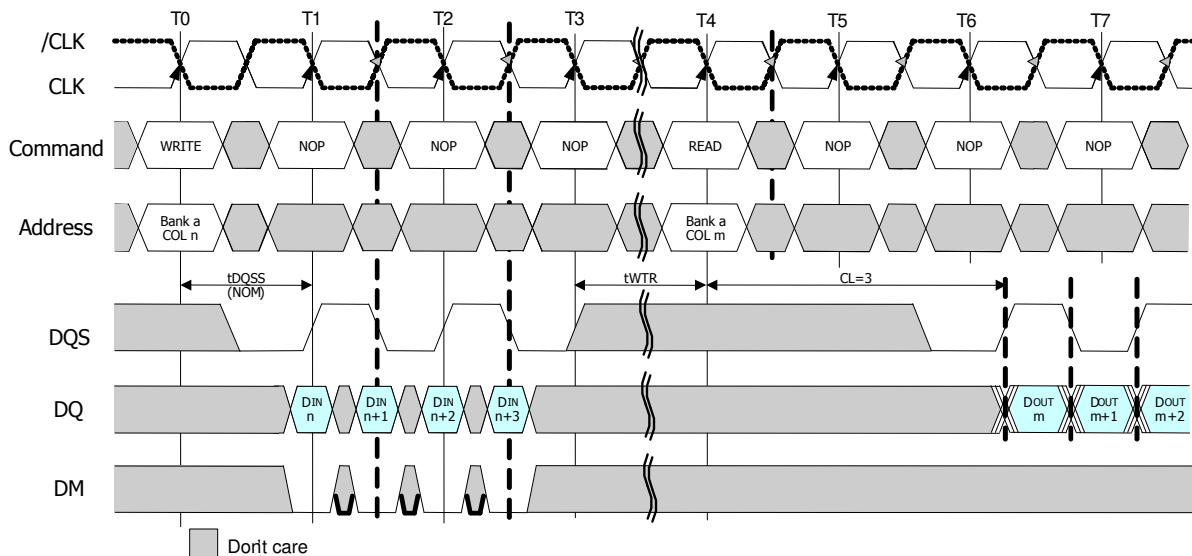 T0 T1 T2 T3 T4 T5 T6 T7
/CLK
CLK
Command WRITE NOP NOP NOP READ NOP NOP NOP
Address Bank a COL n Bank a COL m
tDQSS (NOM) tWTR CL=3
DQS
DQ DIN n DIN n+1 DIN n+2 DIN n+3 DOUT m DOUT m+1 DOUT m+2
DM
Don't care